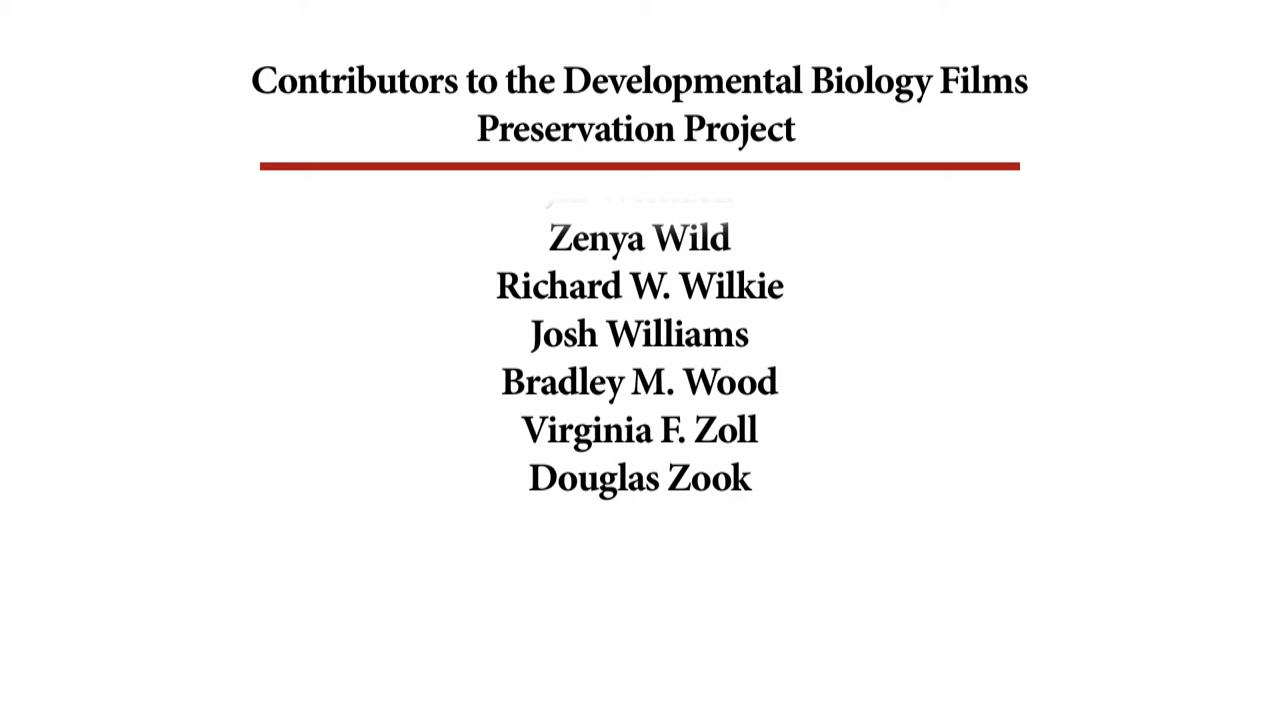 Contributors to the Developmental Biology Films
Preservation Project
Zenya Wild
Richard W. Wilkie
Josh Williams
Bradley M. Wood
Virginia F. Zoll
Douglas Zook